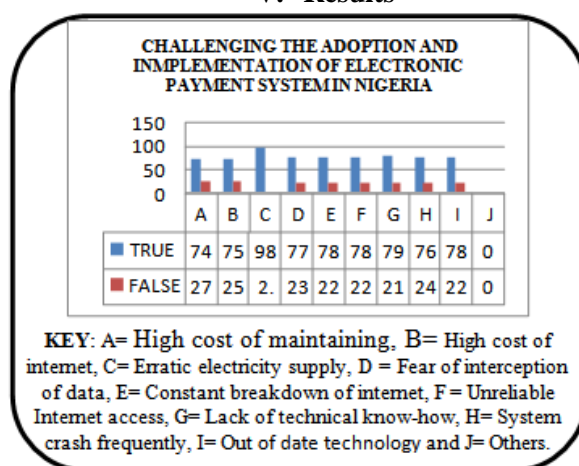 V. Results
CHALLENGING THE ADOPTION AND
INMPLEMENTATION OF ELECTRONIC
PAYMENT SYSTEM IN NIGERIA
150
100
50
0
A B C D E F G H I J
TRUE 74 75 98 77 78 78 79 76 78 0
FALSE 27 25 2. 23 22 22 21 24 22 0
KEY: A= High cost of maintaining, B= High cost of
internet, C= Erratic electricity supply, D = Fear of interception
of data, E= Constant breakdown of internet, F = Unreliable
Internet access, G= Lack of technical know-how, H= System
crash frequently, I= Out of date technology and J= Others.